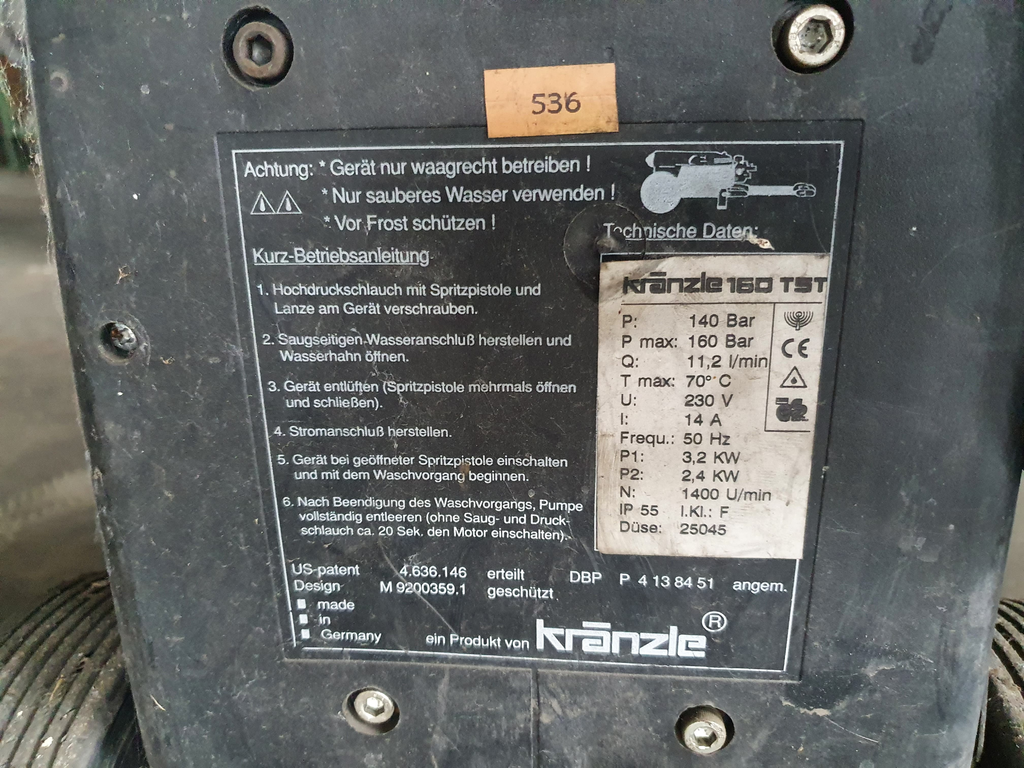 536
Achtung: * Gerät nur waagrecht betreiben !
* Nur sauberes Wasser verwenden !
* Vor Frost schützen !
Kurz-Betriebsanleitung
1. Hochdruckschlauch mit Spritzpistole und
Lanze am Gerät verschrauben.
2. Saugseitigen Wasseranschluß herstellen und
Wasserhahn öffnen.
3. Gerät entlüften (Spritzpistole mehrmals öffnen
und schließen).
4. Stromanschluß herstellen.
5. Gerät bei geöffneter Spritzpistole einschalten
und mit dem Waschvorgang beginnen.
6. Nach Beendigung des Waschvorgangs, Pumpe
vollständig entleeren (ohne Saug- und Druck-
schlauch ca. 20 Sek. den Motor einschalten).
Technische Daten:
Kränzle 160 TST
P: 140 Bar
P max: 160 Bar
Q: 11,2 l/min
T max: 70° C
U: 230 V
I: 14 A
Frequ.: 50 Hz
P1: 3,2 KW
P2: 2,4 KW
N: 1400 U/min
IP 55 I.Kl.: F
Düse: 25045
CE
US-patent 4.636.146 erteilt DBP P 4 13 84 51 angem.
Design M 9200359.1 geschützt
made
in
Germany
ein Produkt von Kränzle ®